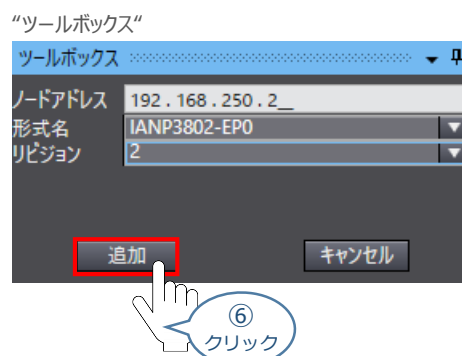 “ツールボックス“
ツールボックス
ノードアドレス 192 . 168 . 250 . 2_
形式名 IANP3802-EP0
リビジョン 2
追加 キャンセル
⑥
クリック